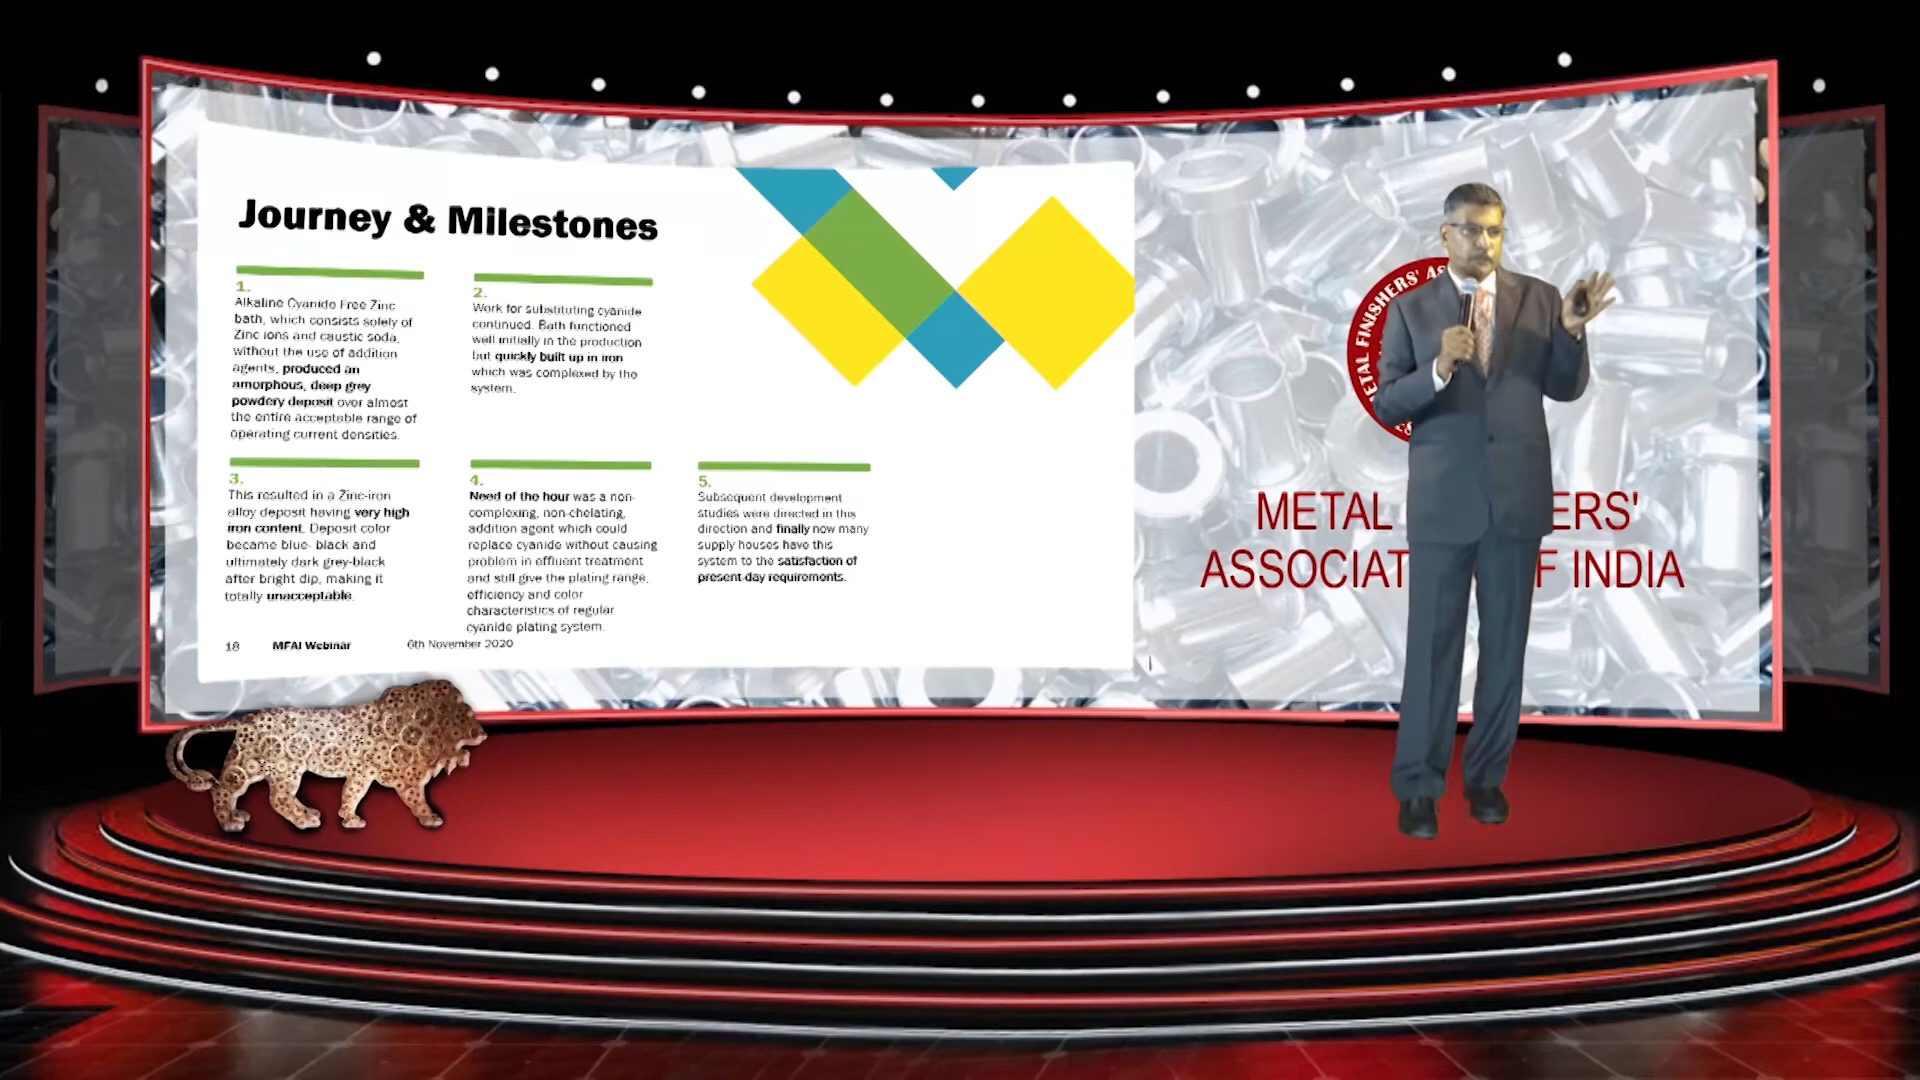 Journey & Milestones
1.
Alkaline Cyanide Free Zinc
bath, which consists solely of
Zinc ions and caustic soda,
without the use of addition
agents, produced an
amorphous, deep grey
powdery deposit over almost
the entire acceptable range of
operating current densities.
2.
Work for substituting cyanide
continued. Bath functioned
well initially in the production
but quickly built up in iron
which was complexed by the
system.
3.
This resulted in a Zinc-iron
alloy deposit having very high
iron content. Deposit color
became blue- black and
ultimately dark grey-black
after bright dip, making it
totally unacceptable.
4.
Need of the hour was a non-
complexing, non-chelating,
addition agent which could
replace cyanide without causing
problem in effluent treatment
and still give the plating range,
efficiency and color
characteristics of regular
cyanide plating system.
5.
Subsequent development
studies were directed in this
direction and finally now many
supply houses have this
system to the satisfaction of
present-day requirements.
18 MFAI Webinar 6th November 2020
METAL FINISHERS' AS
METAL ERS'
ASSOCIAT F INDIA